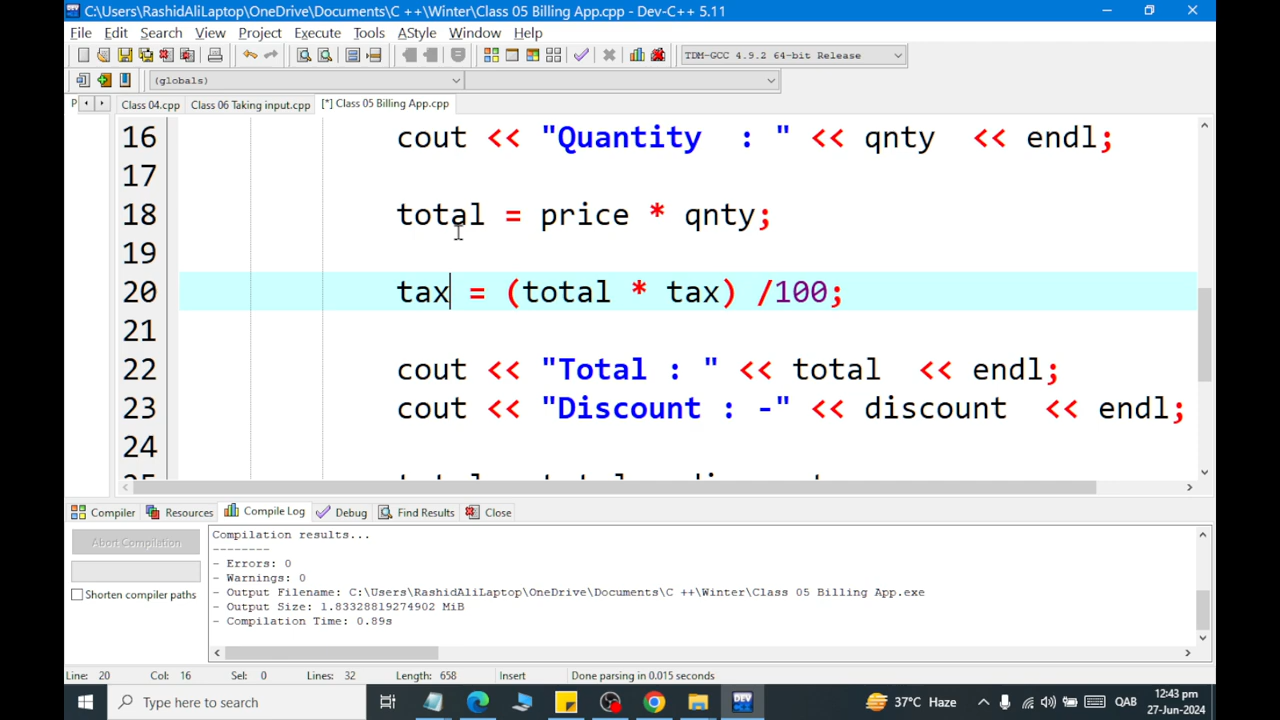 C:\Users\RashidAliLaptop\OneDrive\Documents\C ++\Winter\Class 05 Billing App.cpp - Dev-C++ 5.11
File Edit Search View Project Execute Tools AStyle Window Help
TDM-GCC 4.9.2 64-bit Release
(globals)
P Class 04.cpp Class 06 Taking input.cpp [*] Class 05 Billing App.cpp
16 cout << "Quantity  : " << qnty  << endl;
17
18 total = price * qnty;
19
20 tax = (total * tax) /100;
21
22 cout << "Total : " << total  << endl;
23 cout << "Discount : -" << discount  << endl;
24
Compiler Resources Compile Log Debug Find Results Close
Abort Compilation
Shorten compiler paths
Compilation results...
--------
- Errors: 0
- Warnings: 0
- Output Filename: C:\Users\RashidAliLaptop\OneDrive\Documents\C ++\Winter\Class 05 Billing App.exe
- Output Size: 1.83328819274902 MiB
- Compilation Time: 0.89s
Line: 20 Col: 16 Sel: 0 Lines: 32 Length: 658 Insert Done parsing in 0.015 seconds
Type here to search
DEV
37°C Haze
QAB
12:43 pm
27-Jun-2024